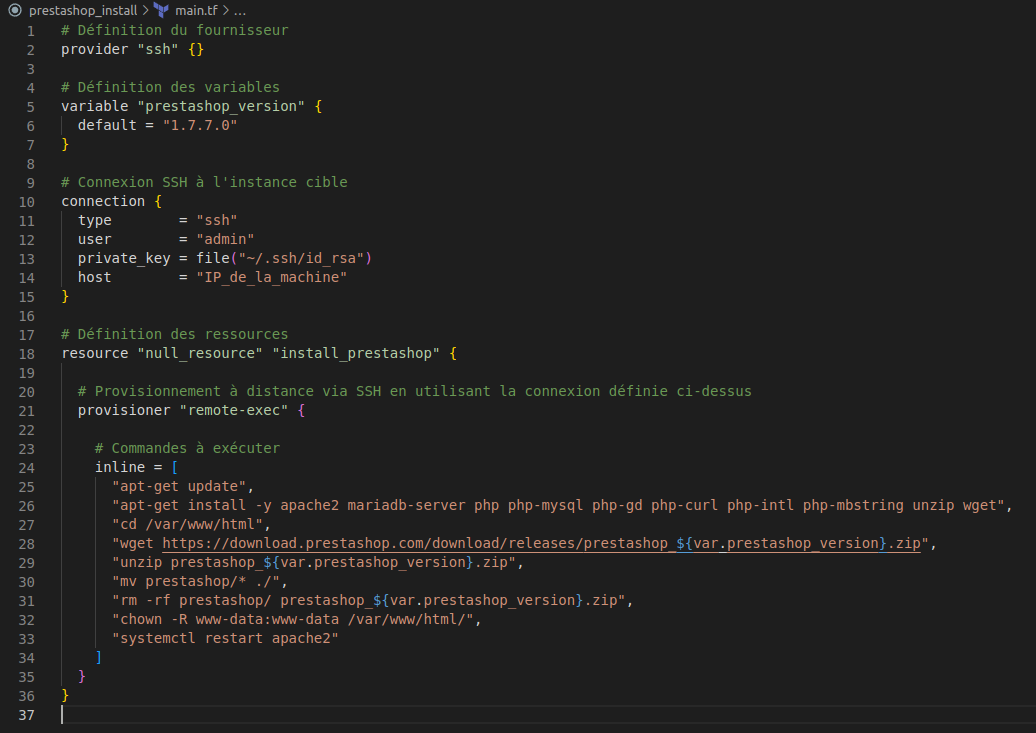 prestashop_install > main.tf > ...
1 # Définition du fournisseur
2 provider "ssh" {}
3
4 # Définition des variables
5 variable "prestashop_version" {
6   default = "1.7.7.0"
7 }
8
9 # Connexion SSH à l'instance cible
10 connection {
11   type        = "ssh"
12   user        = "admin"
13   private_key = file("~/.ssh/id_rsa")
14   host        = "IP_de_la_machine"
15 }
16
17 # Définition des ressources
18 resource "null_resource" "install_prestashop" {
19
20   # Provisionnement à distance via SSH en utilisant la connexion définie ci-dessus
21   provisioner "remote-exec" {
22
23     # Commandes à exécuter
24     inline = [
25       "apt-get update",
26       "apt-get install -y apache2 mariadb-server php php-mysql php-gd php-curl php-intl php-mbstring unzip wget",
27       "cd /var/www/html",
28       "wget https://download.prestashop.com/download/releases/prestashop_${var.prestashop_version}.zip",
29       "unzip prestashop_${var.prestashop_version}.zip",
30       "mv prestashop/* ./",
31       "rm -rf prestashop/ prestashop_${var.prestashop_version}.zip",
32       "chown -R www-data:www-data /var/www/html/",
33       "systemctl restart apache2"
34     ]
35   }
36 }
37